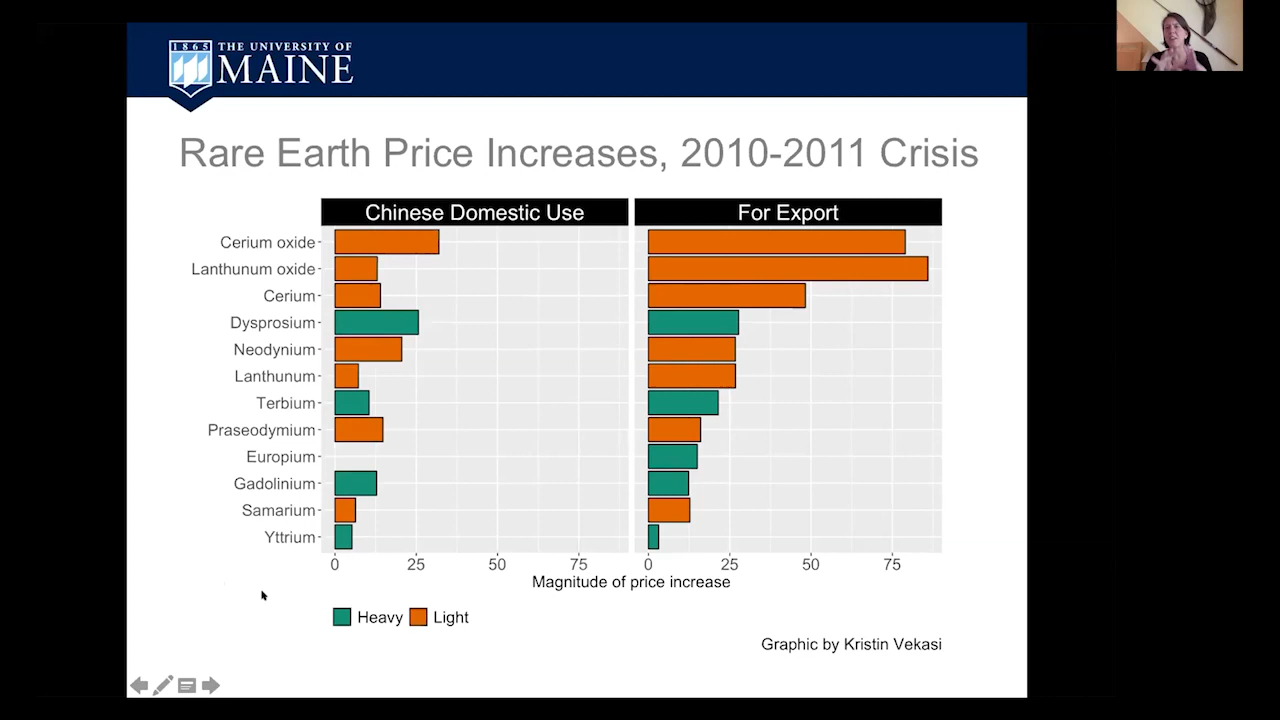 1865
THE UNIVERSITY OF
MAINE
Rare Earth Price Increases, 2010-2011 Crisis
Chinese Domestic Use
For Export
Cerium oxide
Lanthunum oxide
Cerium
Dysprosium
Neodynium
Lanthunum
Terbium
Praseodymium
Europium
Gadolinium
Samarium
Yttrium
0 25 50 75 0 25 50 75
Magnitude of price increase
Heavy Light
Graphic by Kristin Vekasi